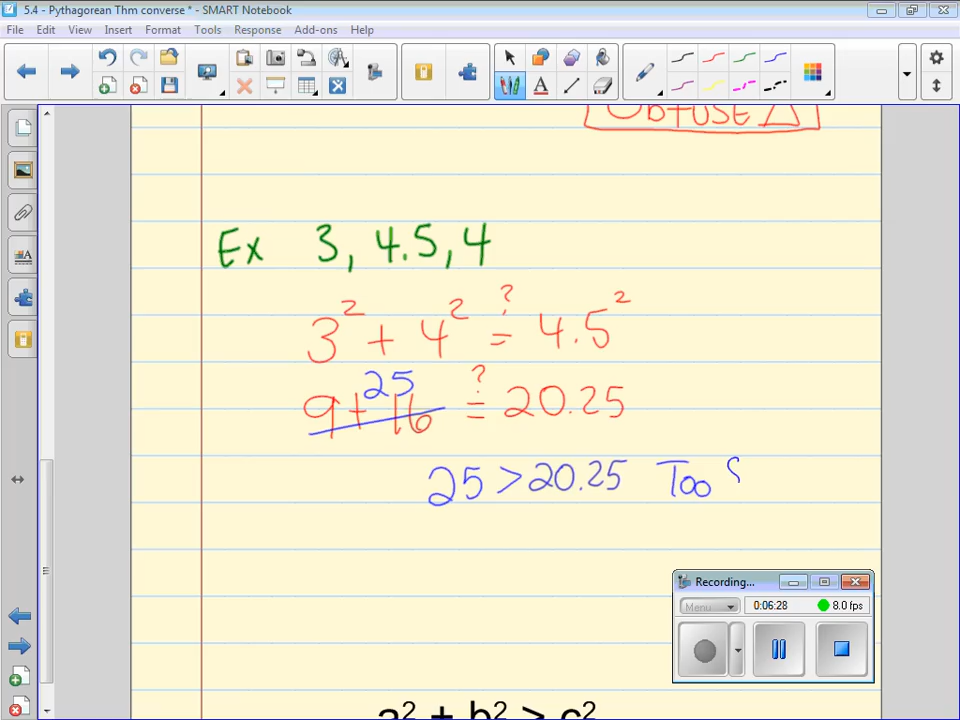 5.4 - Pythagorean Thm converse * - SMART Notebook
File Edit View Insert Format Tools Response Add-ons Help
Obtuse △
Ex 3, 4.5, 4
3² + 4² ≟ 4.5²
25
9 + 16 ≟ 20.25
25 > 20.25 Too
Recording...
Menu 0:06:28 8.0 fps
a² + b² > c²